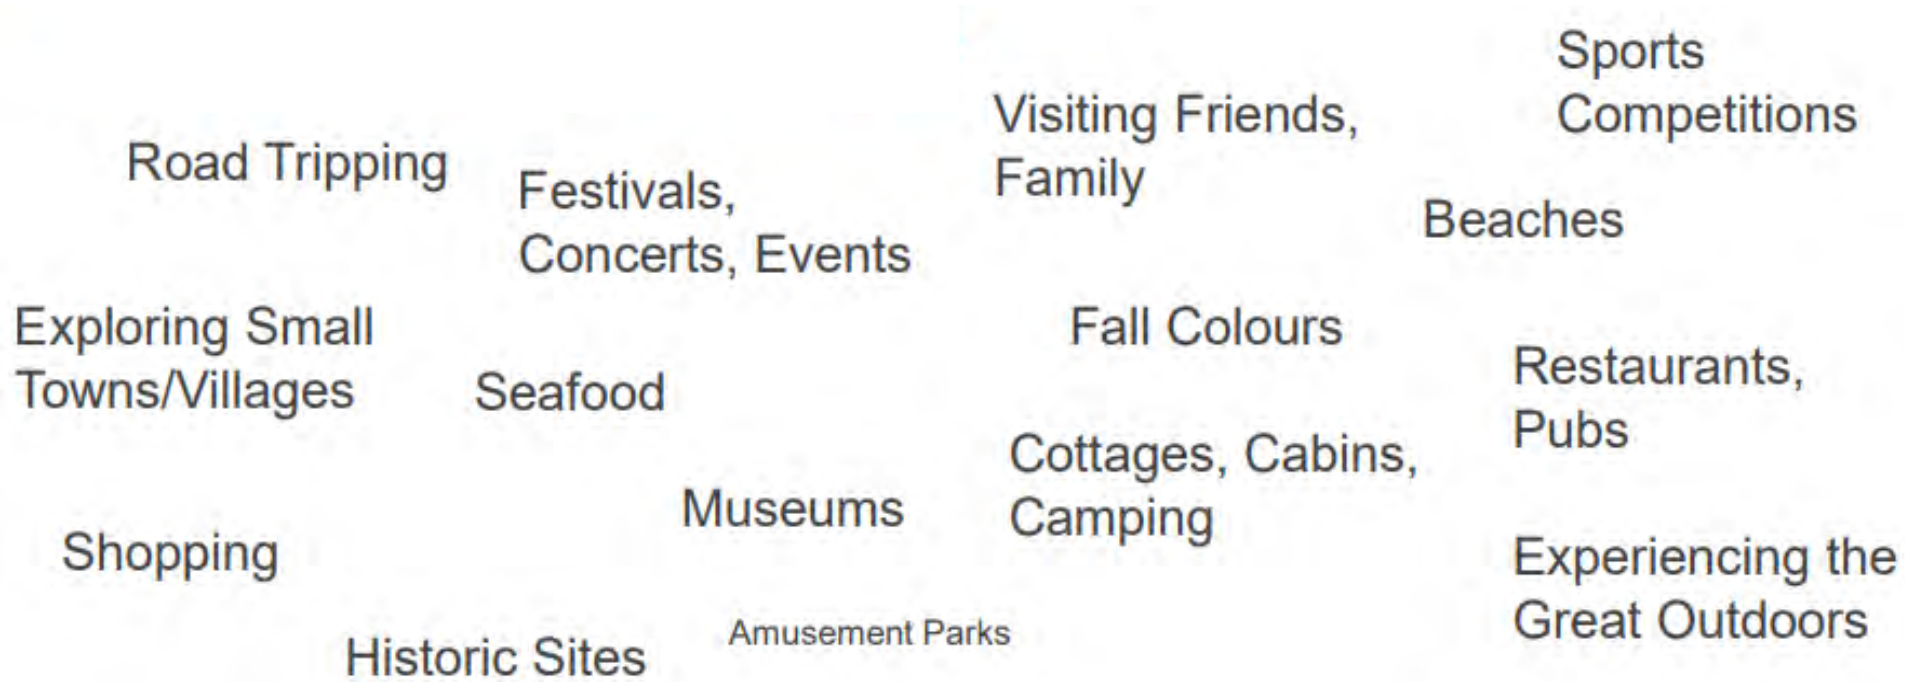 Sports
Competitions
Visiting Friends,
Family
Road Tripping
Festivals,
Concerts, Events
Beaches
Exploring Small
Towns/Villages
Fall Colours
Seafood
Restaurants,
Pubs
Cottages, Cabins,
Camping
Museums
Shopping
Experiencing the
Great Outdoors
Amusement Parks
Historic Sites